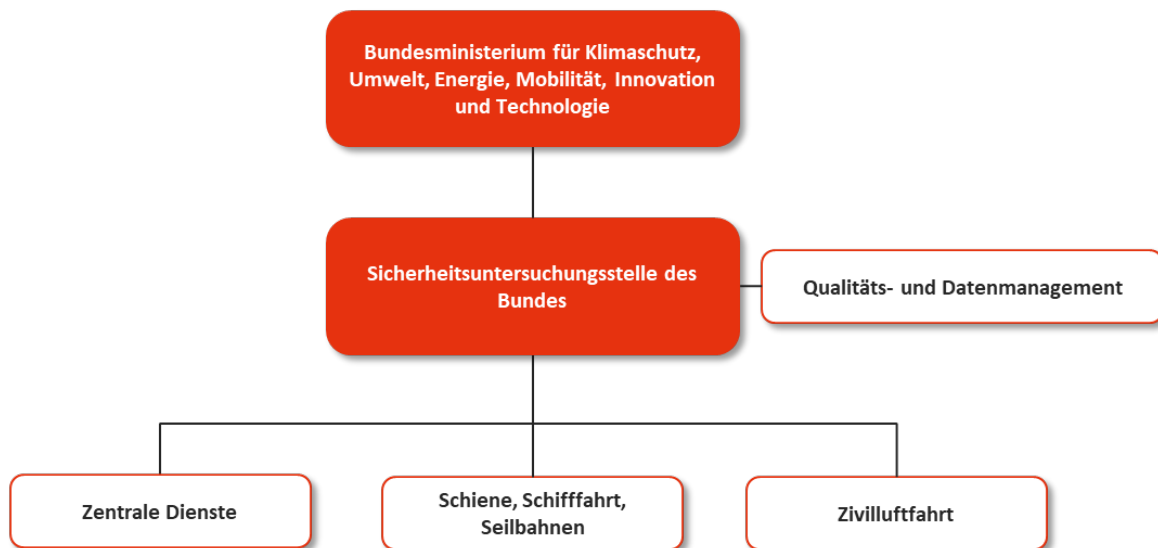 Bundesministerium für Klimaschutz,
Umwelt, Energie, Mobilität, Innovation
und Technologie
Sicherheitsuntersuchungsstelle des
Bundes
Qualitäts- und Datenmanagement
Zentrale Dienste
Schiene, Schifffahrt,
Seilbahnen
Zivilluftfahrt